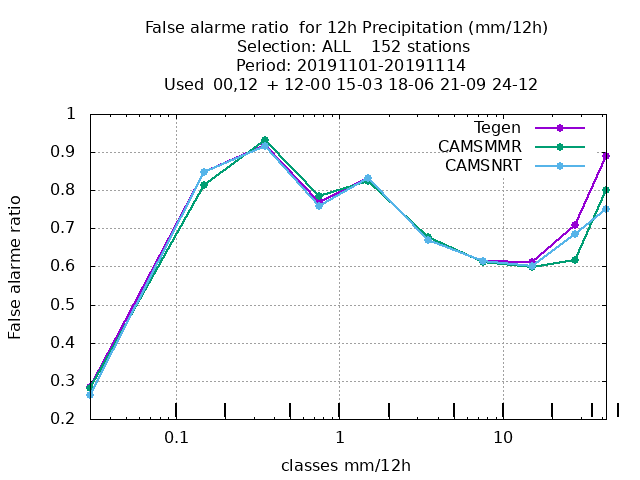 False alarme ratio  for 12h Precipitation (mm/12h)
Selection: ALL    152 stations
Period: 20191101-20191114
Used  00,12  + 12-00 15-03 18-06 21-09 24-12
Tegen
CAMSMMR
CAMSNRT
False alarme ratio
1
0.9
0.8
0.7
0.6
0.5
0.4
0.3
0.2
0.1
1
10
classes mm/12h